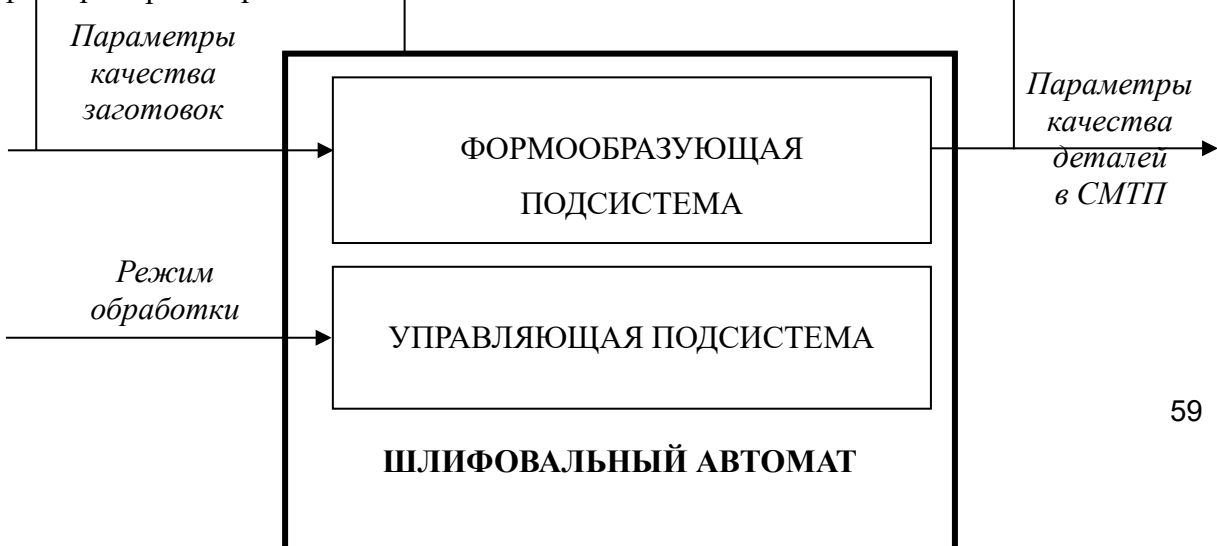 Параметры
качества
заготовок
Параметры
качества
деталей
в СМТП
ФОРМООБРАЗУЮЩАЯ
ПОДСИСТЕМА
Режим
обработки
УПРАВЛЯЮЩАЯ ПОДСИСТЕМА
59
ШЛИФОВАЛЬНЫЙ АВТОМАТ